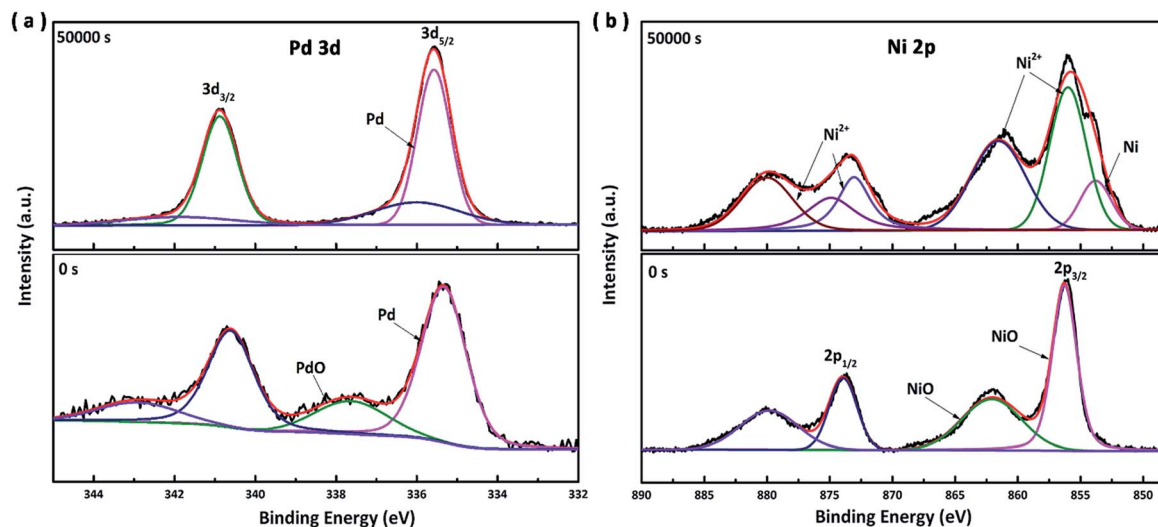 ( a )
50000 s
Pd 3d
3d5/2
3d3/2
Pd
0 s
Pd
PdO
Intensity (a.u.)
344 342 340 338 336 334 332
Binding Energy (eV)
( b )
50000 s
Ni 2p
Ni2+
Ni2+
Ni
0 s
2p3/2
NiO
2p1/2
NiO
Intensity (a.u.)
890 885 880 875 870 865 860 855 850
Binding Energy (eV)